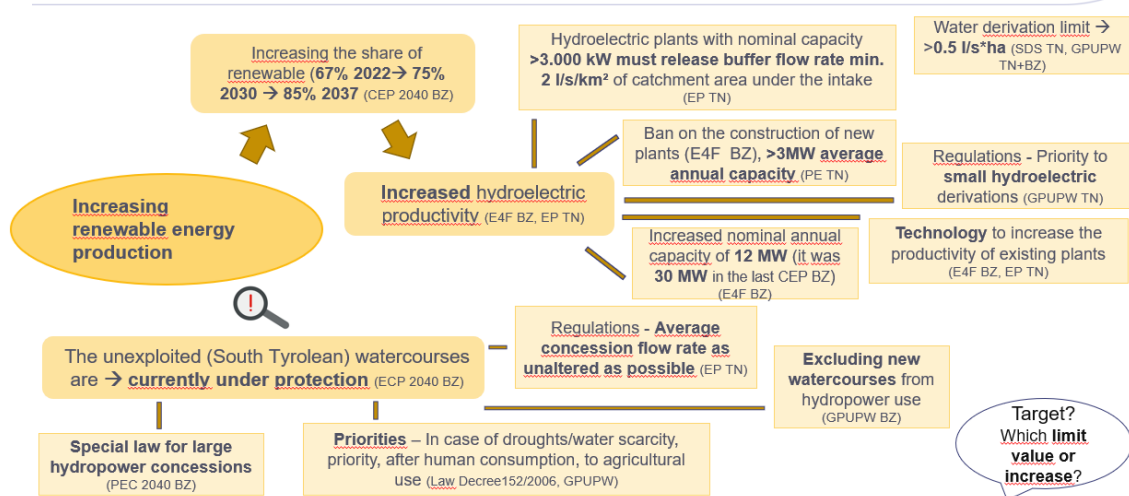 Increasing the share of
renewable (67% 2022→ 75%
2030 → 85% 2037 (CEP 2040 BZ)
Hydroelectric plants with nominal capacity
>3.000 kW must release buffer flow rate min.
2 l/s/km² of catchment area under the intake
(EP TN)
Water derivation limit →
>0.5 l/s*ha (SDS TN, GPUPW
TN+BZ)
Ban on the construction of new
plants (E4F BZ), >3MW average
annual capacity (PE TN)
Regulations - Priority to
small hydroelectric
derivations (GPUPW TN)
Increasing
renewable energy
production
Increased hydroelectric
productivity (E4F BZ, EP TN)
Increased nominal annual
capacity of 12 MW (it was
30 MW in the last CEP BZ)
(E4F BZ)
Technology to increase the
productivity of existing plants
(E4F BZ, EP TN)
!
The unexploited (South Tyrolean) watercourses
are → currently under protection (ECP 2040 BZ)
Regulations - Average
concession flow rate as
unaltered as possible (EP TN)
Excluding new
watercourses from
hydropower use
(GPUPW BZ)
Special law for large
hydropower concessions
(PEC 2040 BZ)
Priorities – In case of droughts/water scarcity,
priority, after human consumption, to agricultural
use (Law Decree152/2006, GPUPW)
Target?
Which limit
value or
increase?